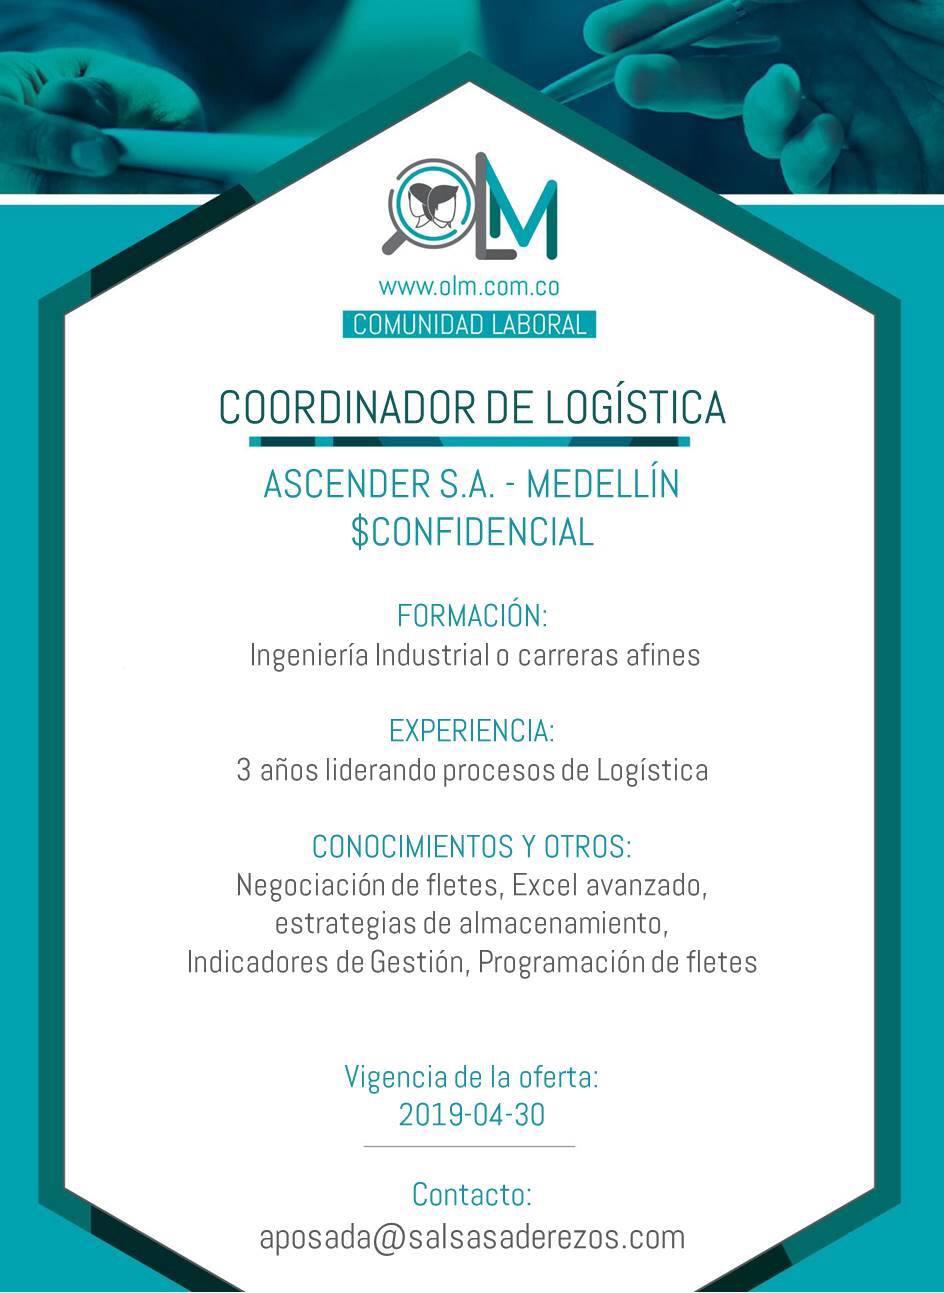 OLM
www.olm.com.co
COMUNIDAD LABORAL
COORDINADOR DE LOGÍSTICA
ASCENDER S.A. - MEDELLÍN
$CONFIDENCIAL
FORMACIÓN:
Ingeniería Industrial o carreras afines
EXPERIENCIA:
3 años liderando procesos de Logística
CONOCIMIENTOS Y OTROS:
Negociación de fletes, Excel avanzado,
estrategias de almacenamiento,
Indicadores de Gestión, Programación de fletes
Vigencia de la oferta:
2019-04-30
Contacto:
aposada@salsasaderezos.com